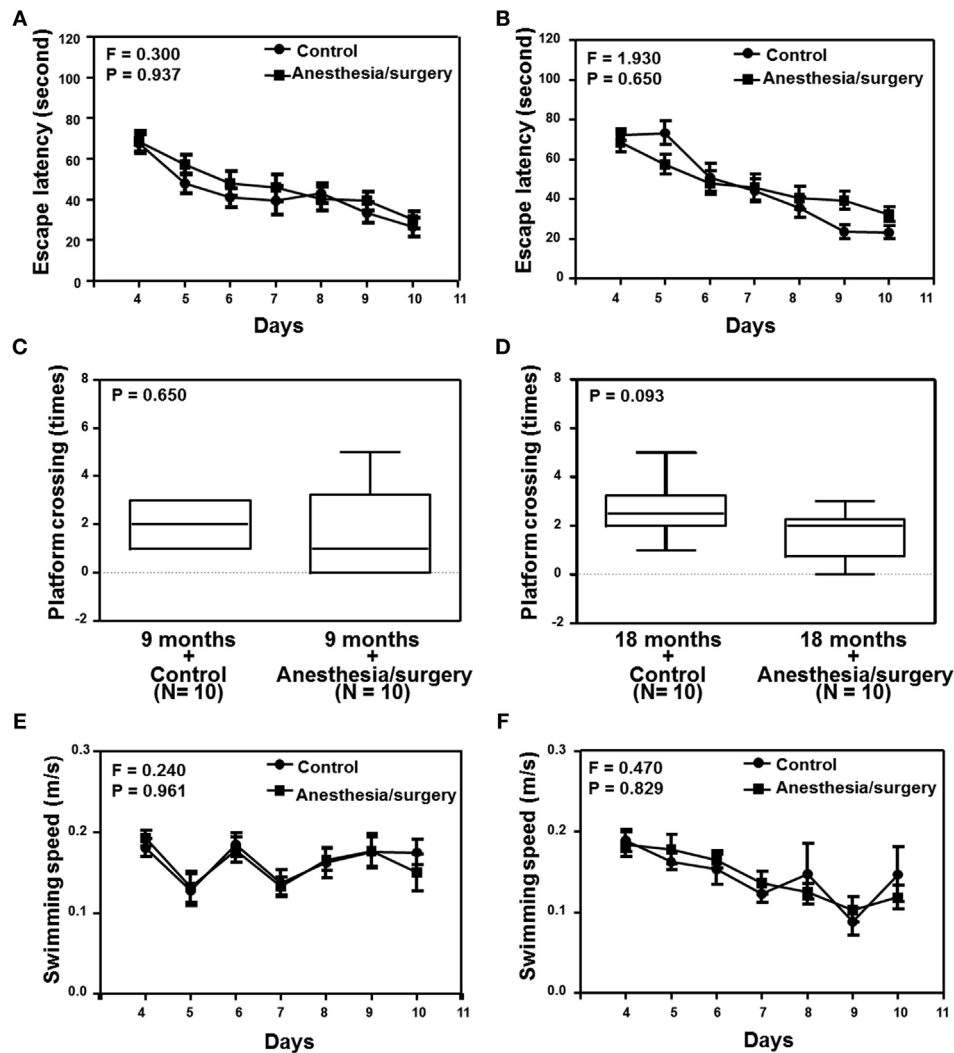 A
Escape latency (second)
120
100
80
60
40
20
0
F = 0.300
P = 0.937
Control
Anesthesia/surgery
4 5 6 7 8 9 10 11
Days
B
Escape latency (second)
120
100
80
60
40
20
0
F = 1.930
P = 0.650
Control
Anesthesia/surgery
4 5 6 7 8 9 10 11
Days
C
Platform crossing (times)
8
6
4
2
0
-2
P = 0.650
9 months
+
Control
(N= 10)
9 months
+
Anesthesia/surgery
(N = 10)
D
Platform crossing (times)
8
6
4
2
0
-2
P = 0.093
18 months
+
Control
(N= 10)
18 months
+
Anesthesia/surgery
(N = 10)
E
Swimming speed (m/s)
0.3
0.2
0.1
0.0
F = 0.240
P = 0.961
Control
Anesthesia/surgery
4 5 6 7 8 9 10 11
Days
F
Swimming speed (m/s)
0.3
0.2
0.1
0.0
F = 0.470
P = 0.829
Control
Anesthesia/surgery
4 5 6 7 8 9 10 11
Days